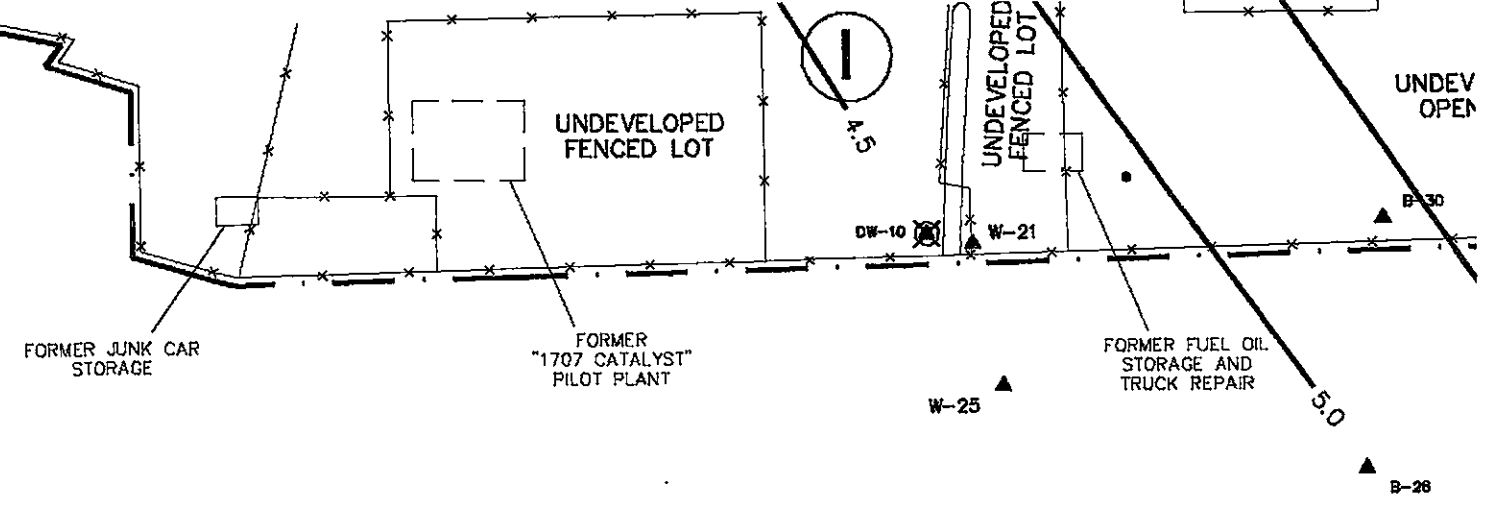 UNDEVELOPED
FENCED LOT
4.5
UNDEVELOPED
FENCED LOT
UNDEV
OPEN
DW-10
W-21
B-30
FORMER JUNK CAR
STORAGE
FORMER
"1707 CATALYST"
PILOT PLANT
FORMER FUEL OIL
STORAGE AND
TRUCK REPAIR
W-25
5.0
B-26